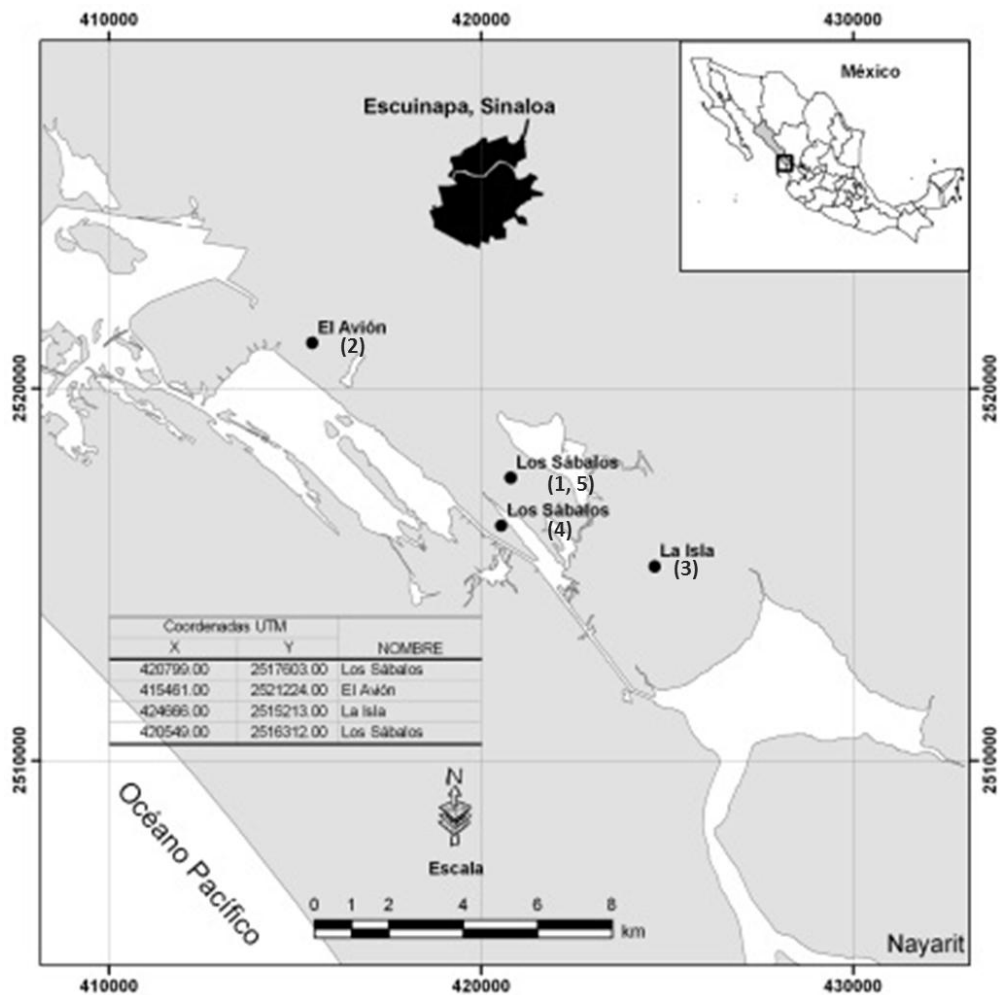 410000 420000 430000
México
Escuinapa, Sinaloa
El Avión
(2)
2520000 2520000
Los Sábalos
(1, 5)
Los Sábalos
(4)
La Isla
(3)
Coordenadas UTM
X Y NOMBRE
420799.00 2517603.00 Los Sábalos
415461.00 2521224.00 El Avión
424666.00 2515213.00 La Isla
420549.00 2516312.00 Los Sábalos
2510000 2510000
N
Océano Pacífico
Escala
0 1 2 4 6 8
km
Nayarit
410000 420000 430000